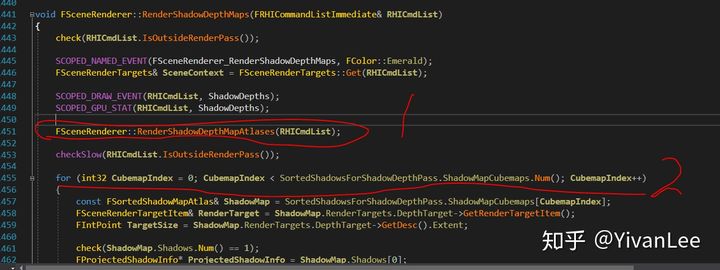 440
441 void FSceneRenderer::RenderShadowDepthMaps(FRHICommandListImmediate& RHICmdList)
442 {
443 check(RHICmdList.IsOutsideRenderPass());
444
445 SCOPED_NAMED_EVENT(FSceneRenderer_RenderShadowDepthMaps, FColor::Emerald);
446 FSceneRenderTargets& SceneContext = FSceneRenderTargets::Get(RHICmdList);
447
448 SCOPED_DRAW_EVENT(RHICmdList, ShadowDepths);
449 SCOPED_GPU_STAT(RHICmdList, ShadowDepths);
450
451 FSceneRenderer::RenderShadowDepthMapAtlases(RHICmdList);
1
452
453 checkSlow(RHICmdList.IsOutsideRenderPass());
454
455 for (int32 CubemapIndex = 0; CubemapIndex < SortedShadowsForShadowDepthPass.ShadowMapCubemaps.Num(); CubemapIndex++)
2
456 {
457 const FSortedShadowMapAtlas& ShadowMap = SortedShadowsForShadowDepthPass.ShadowMapCubemaps[CubemapIndex];
458 FSceneRenderTargetItem& RenderTarget = ShadowMap.RenderTargets.DepthTarget->GetRenderTargetItem();
459 FIntPoint TargetSize = ShadowMap.RenderTargets.DepthTarget->GetDesc().Extent;
460
461 check(ShadowMap.Shadows.Num() == 1);
462 FProjectedShadowInfo* ProjectedShadowInfo = ShadowMap.Shadows[0];
知乎 @YivanLee